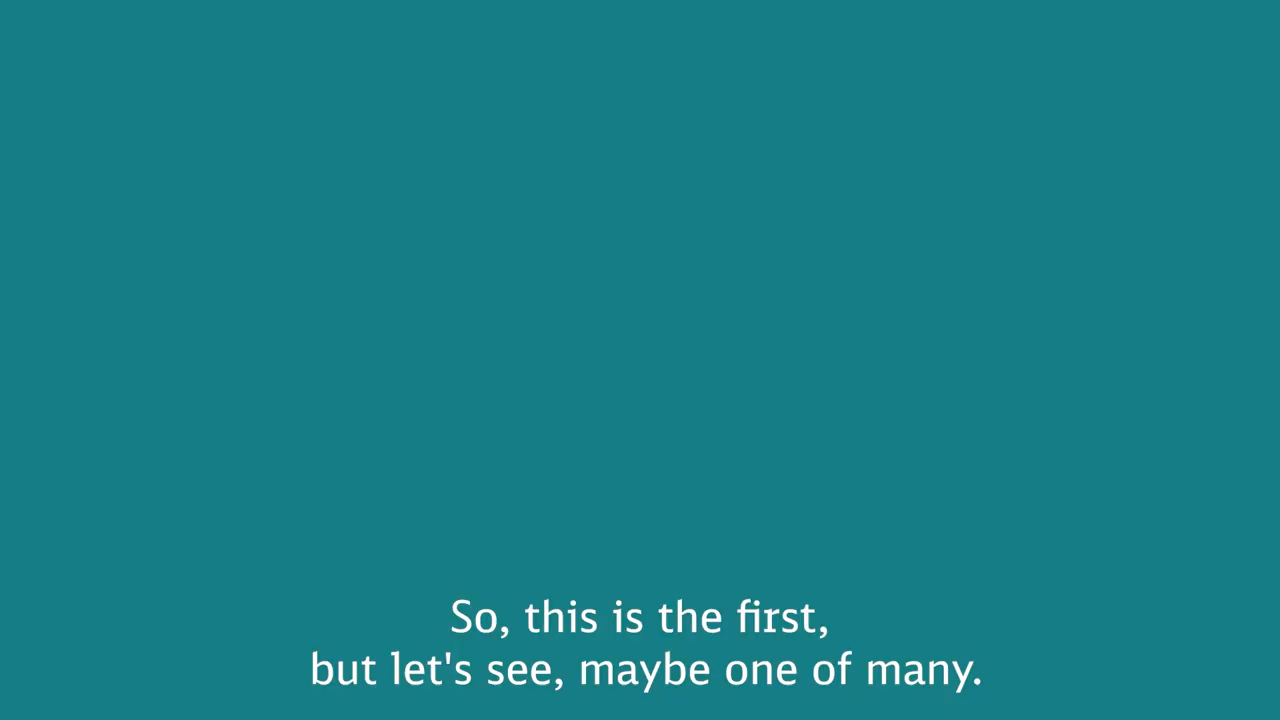 So, this is the first,
but let's see, maybe one of many.